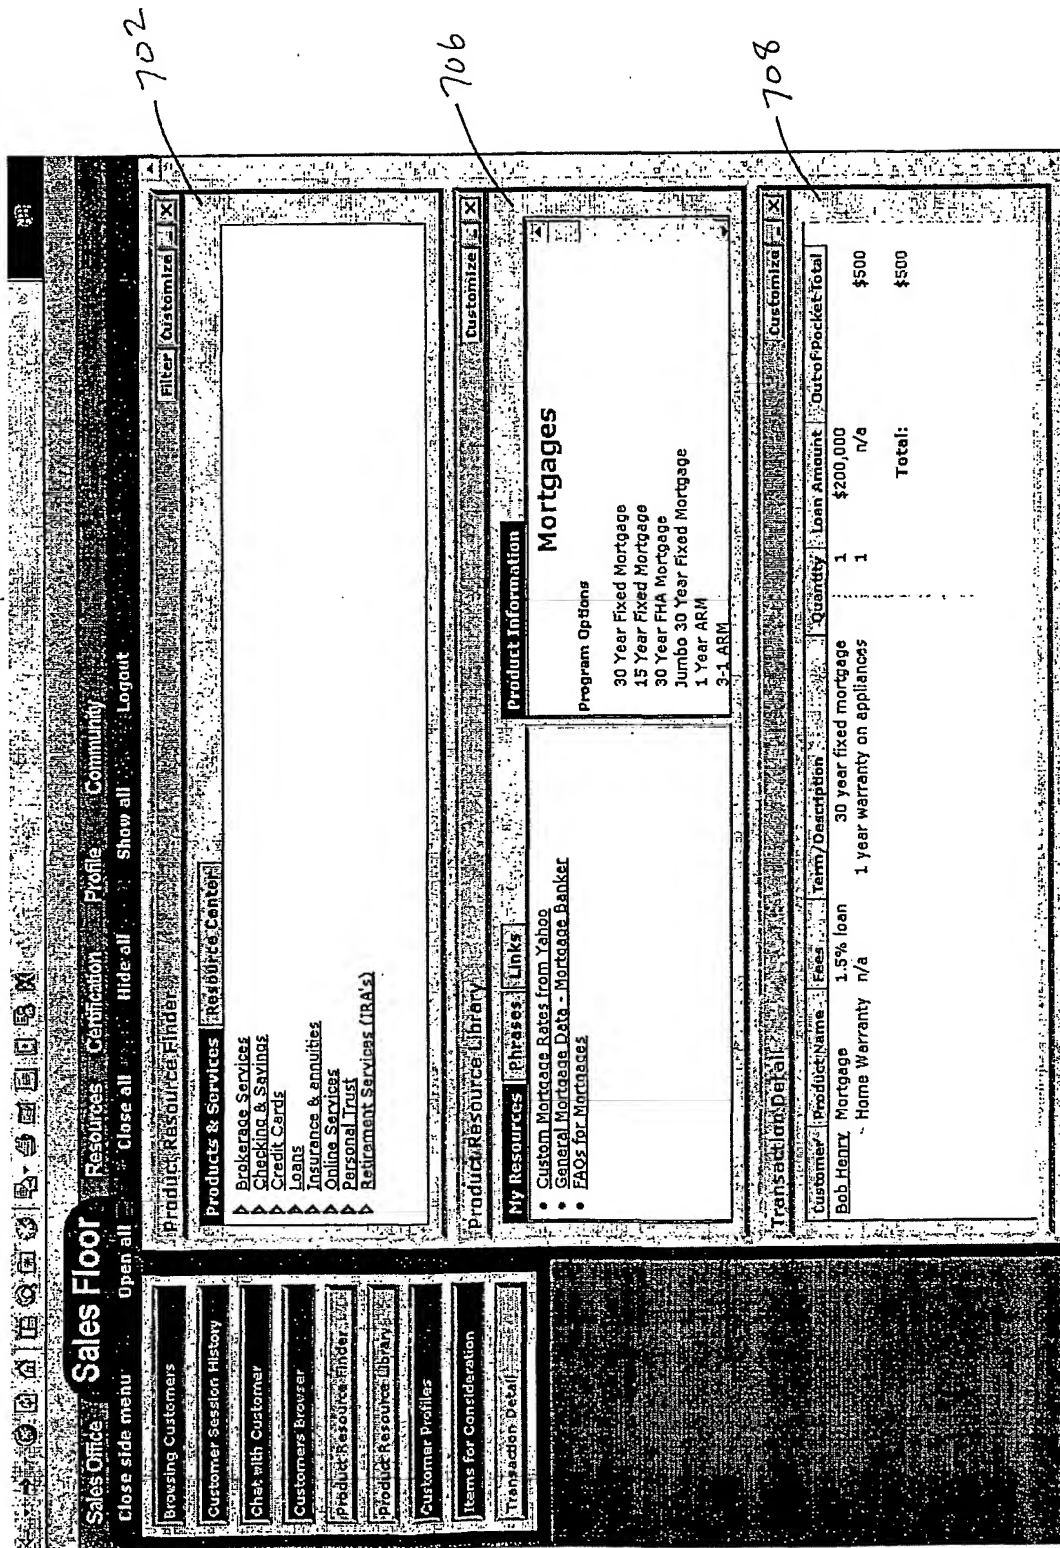 Sales Office Sales Floor Resources Certification Profile Community
Close side menu Open all Close all Hide all Show all Logout
Browsing Customers
Customer Session History
Chat with Customer
Customers Browser
Product Resource Finder
Product Resource Library
Customer Profiles
Items for Consideration
Transaction Detail
Product Resource Finder Filter Customize _ X
702
Products & Services Resource Center
Brokerage Services
Checking & Savings
Credit Cards
Loans
Insurance & annuities
Online Services
Personal Trust
Retirement Services (IRA's)
Product Resource Library Customize _ X
706
My Resources Phrases Links
• Custom Mortgage Rates from Yahoo
• General Mortgage Data - Mortgage Banker
• FAQs for Mortgages
Product Information
Mortgages
Program Options
30 Year Fixed Mortgage
15 Year Fixed Mortgage
30 Year FHA Mortgage
Jumbo 30 Year Fixed Mortgage
1 Year ARM
3-1 ARM
Transaction Detail Customize _ X
708
Customer Product Name Fees Term/Description Quantity Loan Amount Out of Pocket Total
Bob Henry Mortgage 1.5% loan 30 year fixed mortgage 1 $200,000
- Home Warranty n/a 1 year warranty on appliances 1 n/a $500
Total: $500